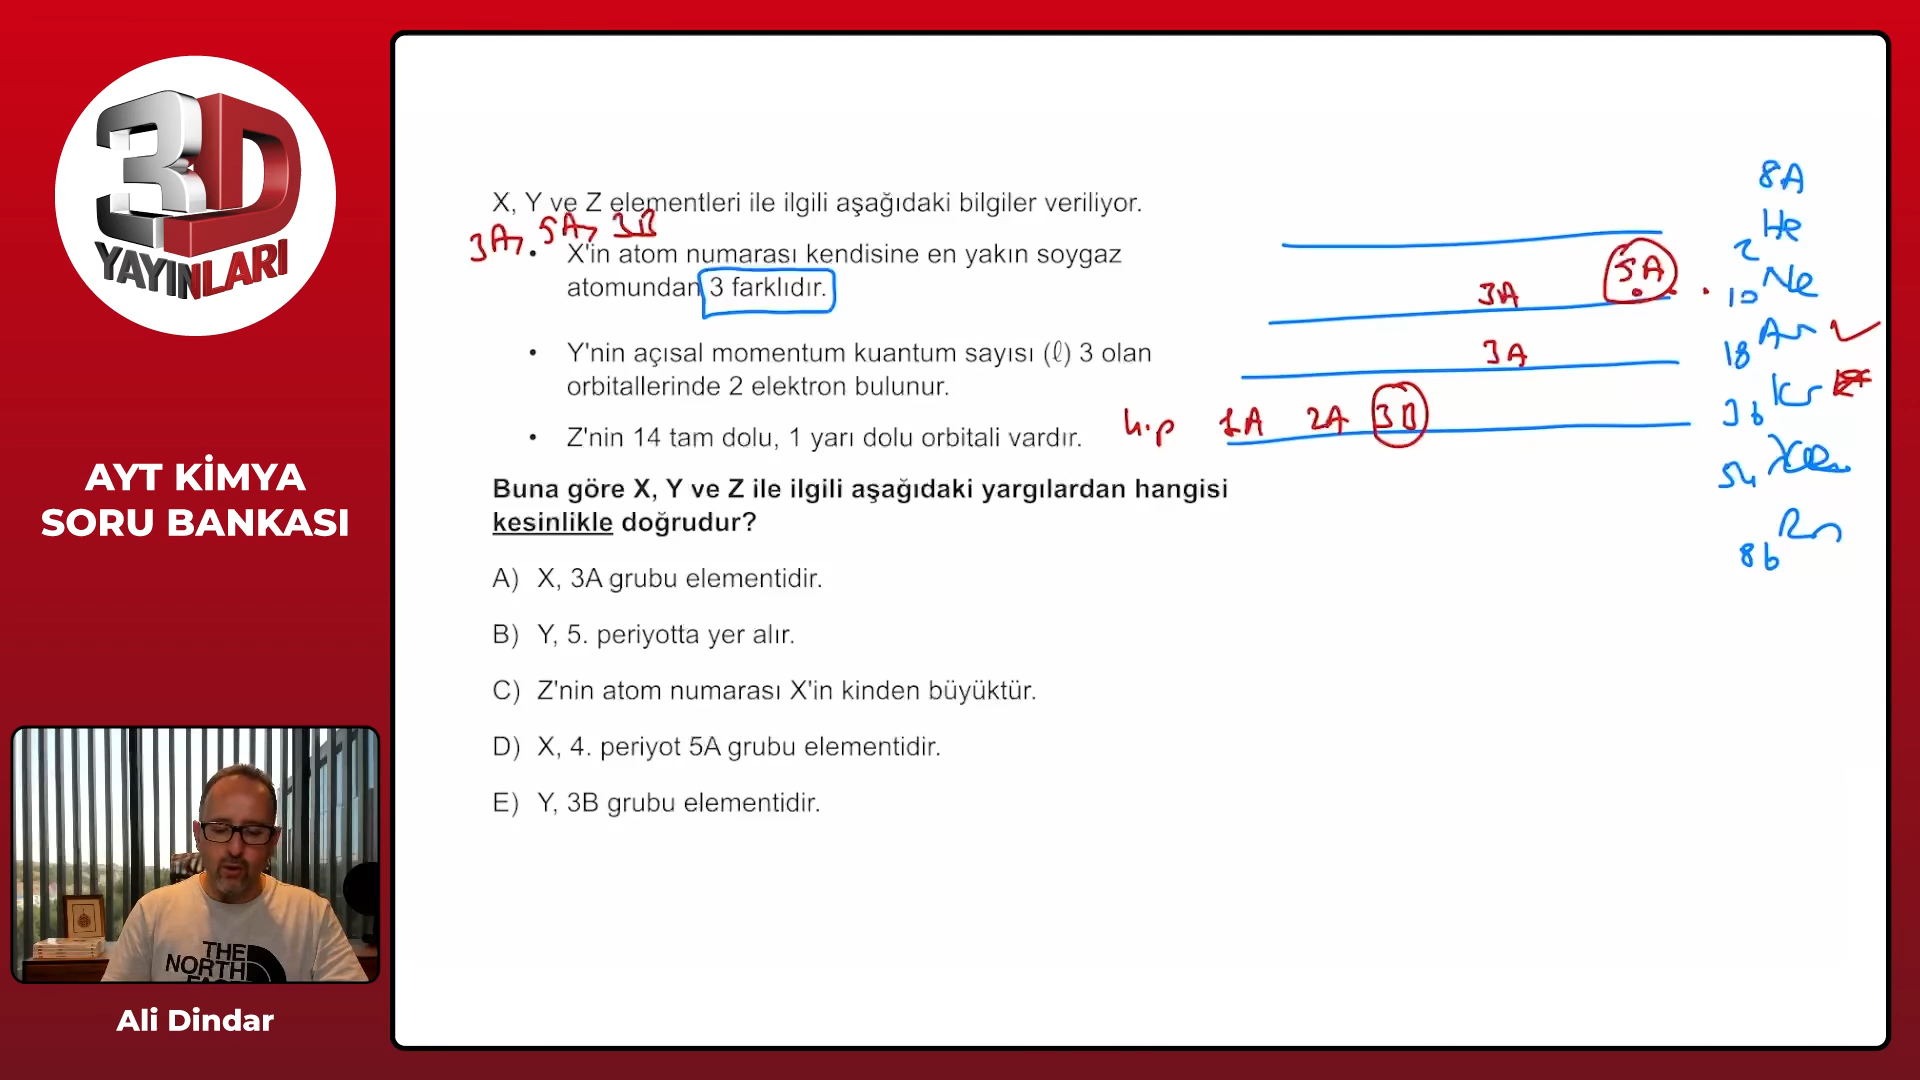 3D
YAYINLARI
AYT KİMYA
SORU BANKASI
THE
NORTH
FACE
Ali Dindar
X, Y ve Z elementleri ile ilgili aşağıdaki bilgiler veriliyor.
3A, 5A, 3B
• X'in atom numarası kendisine en yakın soygaz
atomundan 3 farklıdır.
• Y'nin açısal momentum kuantum sayısı (ℓ) 3 olan
orbitallerinde 2 elektron bulunur.
• Z'nin 14 tam dolu, 1 yarı dolu orbitali vardır.
Buna göre X, Y ve Z ile ilgili aşağıdaki yargılardan hangisi
kesinlikle doğrudur?
A) X, 3A grubu elementidir.
B) Y, 5. periyotta yer alır.
C) Z'nin atom numarası X'in kinden büyüktür.
D) X, 4. periyot 5A grubu elementidir.
E) Y, 3B grubu elementidir.
3A 5A
3A
4.p 1A 2A 3B
8A
2 He
10 Ne
18 Ar
36 Kr
54 Xe
86 Rn